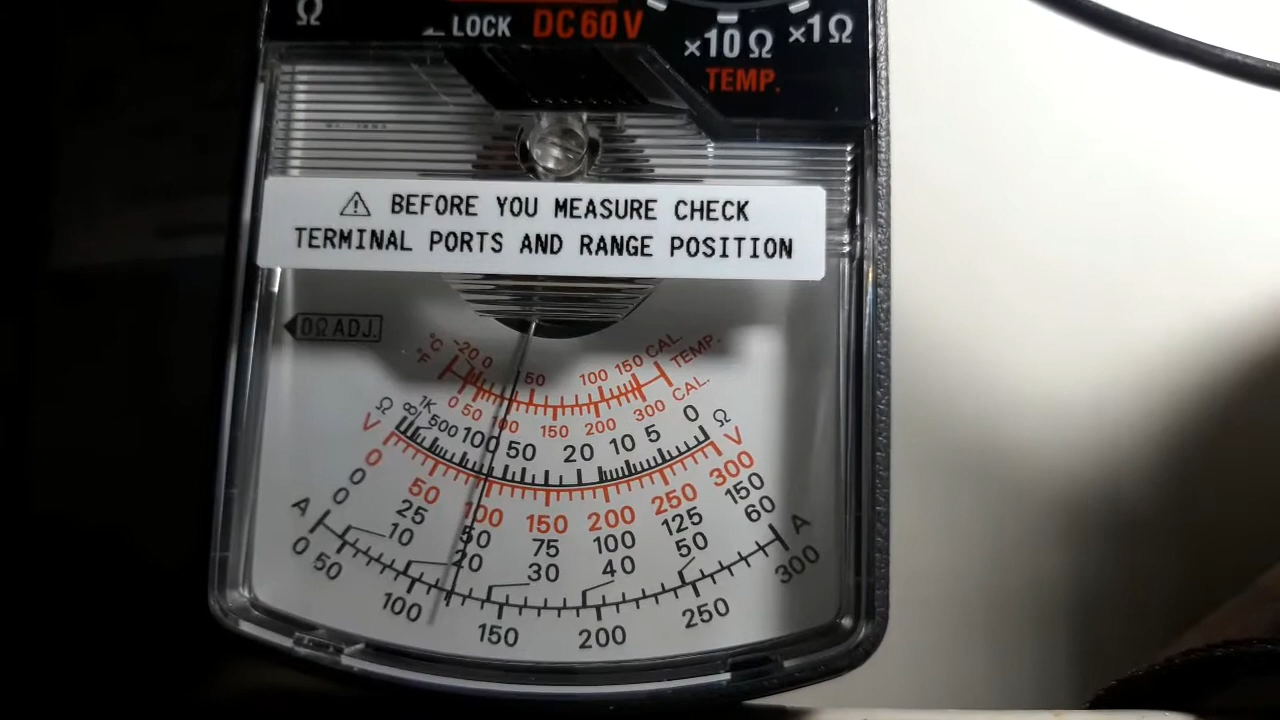 Ω
LOCK DC60V
×10Ω ×1Ω
TEMP.
⚠ BEFORE YOU MEASURE CHECK
TERMINAL PORTS AND RANGE POSITION
0Ω ADJ.
°C -20 0 50 100 150 CAL. TEMP.
°F 0 50 100 150 200 300 CAL.
Ω ∞ 1K 500 100 50 20 10 5 0 Ω
V 0 50 100 150 200 250 300 V
0 25 50 75 100 125 150
0 10 20 30 40 50 60
A 0 50 100 150 200 250 300 A